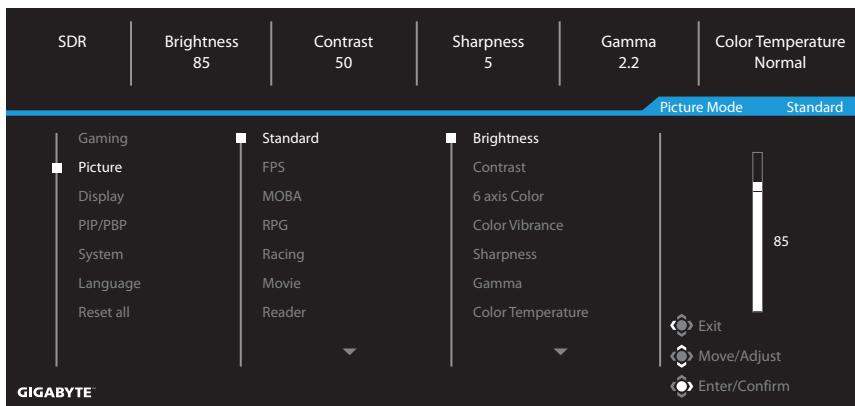 SDR Brightness Contrast Sharpness Gamma Color Temperature
85 50 5 2.2 Normal
Picture Mode Standard
Gaming Standard Brightness
Picture FPS Contrast
Display MOBA 6 axis Color
PIP/PBP RPG Color Vibrance
85
System Racing Sharpness
Language Movie Gamma
Reset all Reader Color Temperature
Exit
Move/Adjust
Enter/Confirm
GIGABYTE™